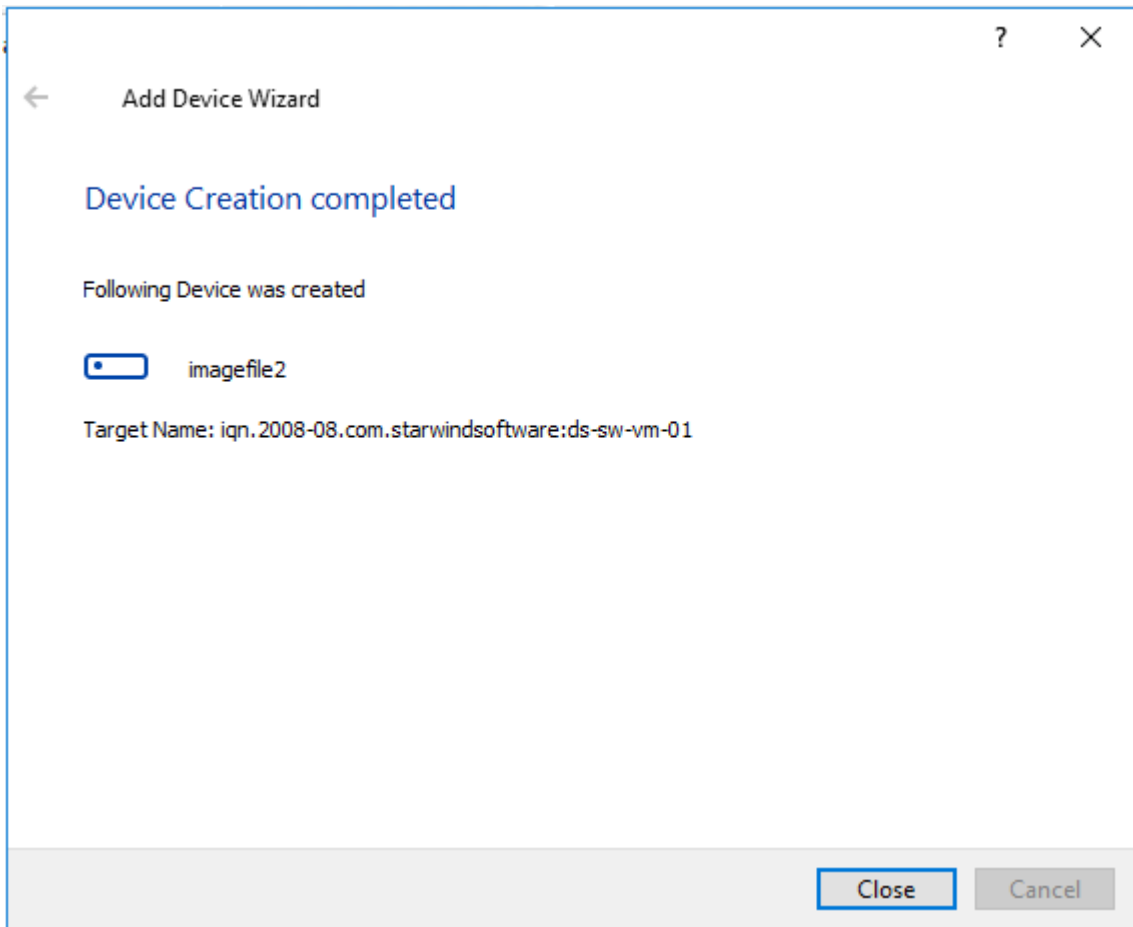 ?
Add Device Wizard
Device Creation completed
Following Device was created
imagefile2
Target Name: iqn.2008-08.com.starwindsoftware:ds-sw-vm-01
Close Cancel